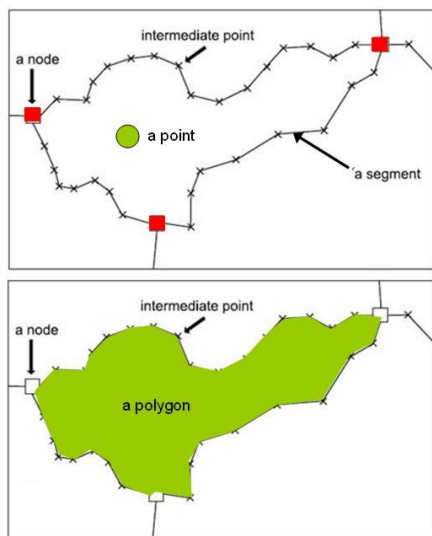 intermediate point
a node
a point
'a segment
intermediate point
a node
a polygon